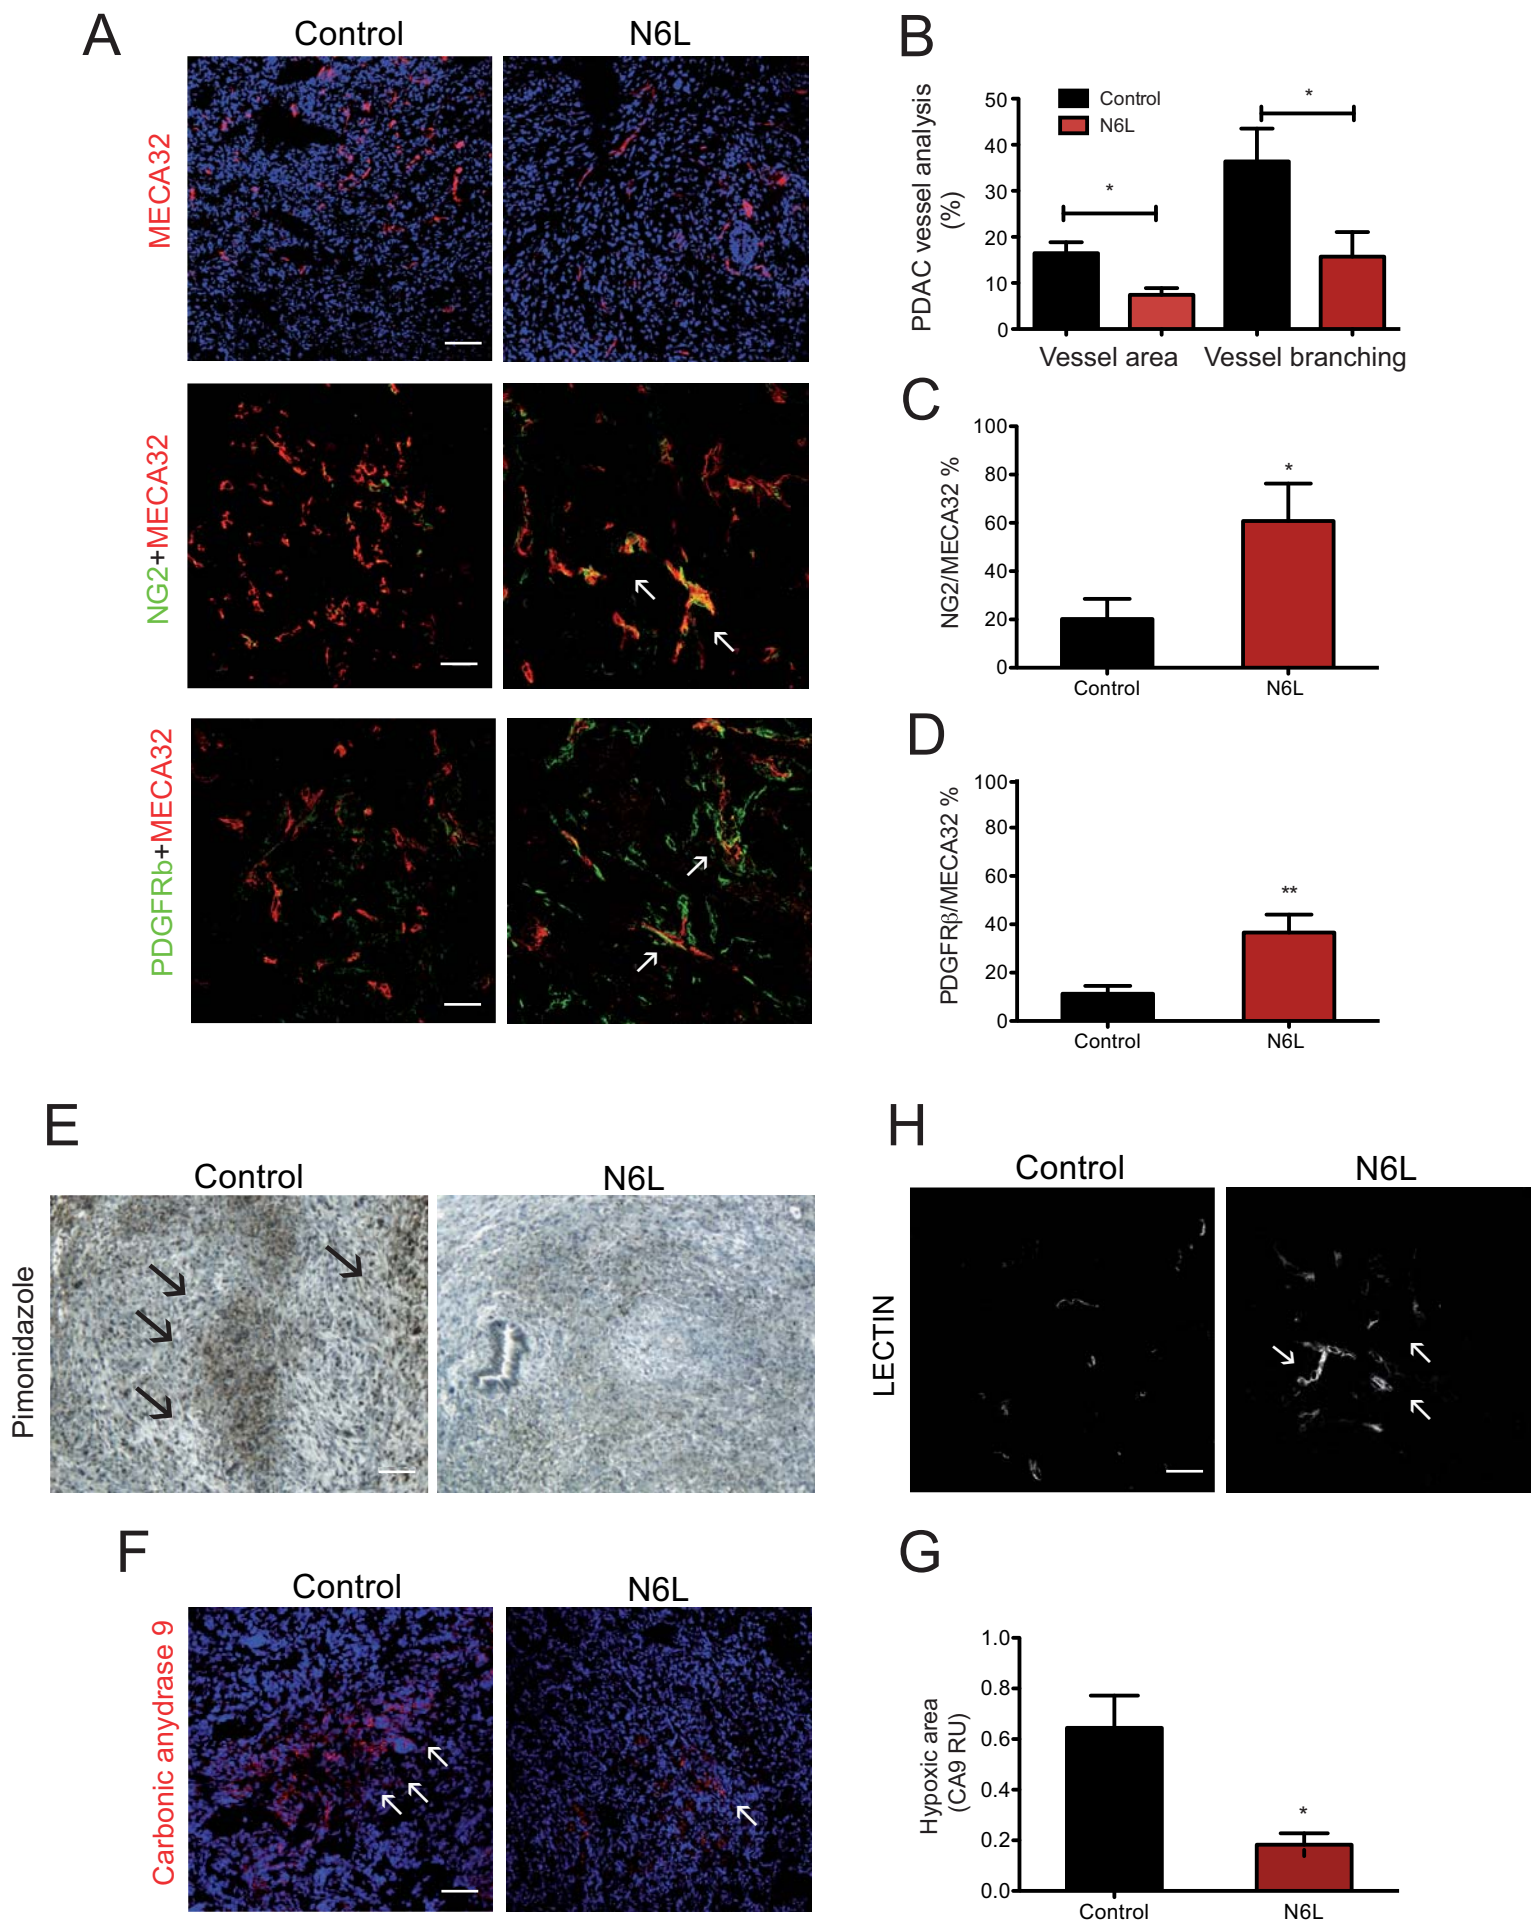 A
Control
N6L
MECA32
NG2+MECA32
PDGFRb+MECA32
B
PDAC vessel analysis
(%)
50
40
30
20
10
0
Control
N6L
*
*
Vessel area
Vessel branching
C
NG2/MECA32 %
100
80
60
40
20
0
*
Control
N6L
D
PDGFRβ/MECA32 %
100
80
60
40
20
0
**
Control
N6L
E
Control
N6L
Pimonidazole
H
Control
N6L
LECTIN
F
Control
N6L
Carbonic anydrase 9
G
Hypoxic area
(CA9 RU)
1.0
0.8
0.6
0.4
0.2
0.0
*
Control
N6L